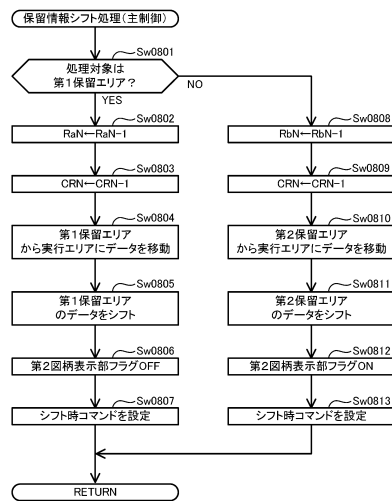 保留情報シフト処理(主制御)
Sw0801
処理対象は
第1保留エリア?
NO
YES
Sw0802
RaN←RaN-1
Sw0803
CRN←CRN-1
Sw0804
第1保留エリア
から実行エリアにデータを移動
Sw0805
第1保留エリア
のデータをシフト
Sw0806
第2図柄表示部フラグOFF
Sw0807
シフト時コマンドを設定
Sw0808
RbN←RbN-1
Sw0809
CRN←CRN-1
Sw0810
第2保留エリア
から実行エリアにデータを移動
Sw0811
第2保留エリア
のデータをシフト
Sw0812
第2図柄表示部フラグON
Sw0813
シフト時コマンドを設定
RETURN